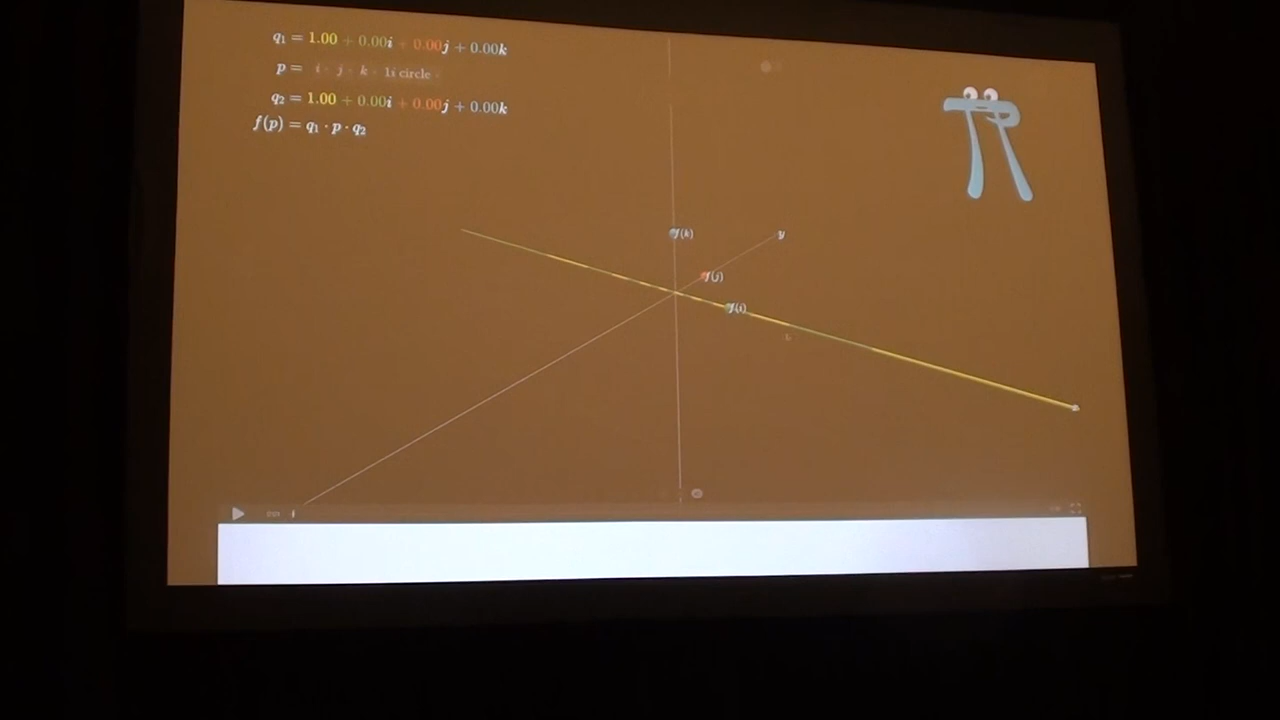 q₁ = 1.00 + 0.00i + 0.00j + 0.00k
p = i · j · k · 1i circle
q₂ = 1.00 + 0.00i + 0.00j + 0.00k
f(p) = q₁ · p · q₂
f(k)
y
f(j)
f(i)